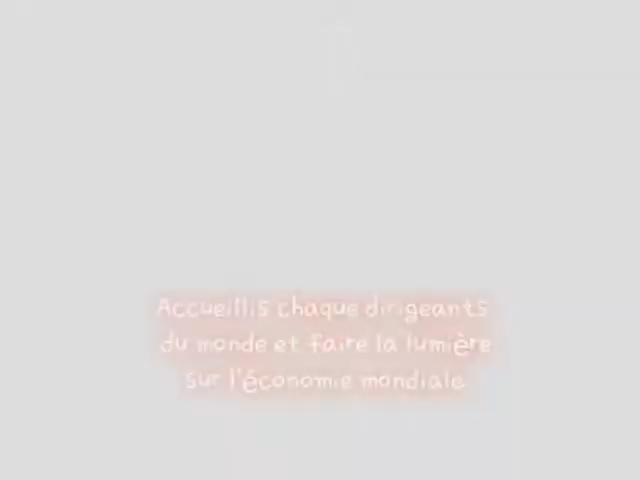 Accueillis chaque dirigeants
du monde et faire la lumière
sur l'économie mondiale